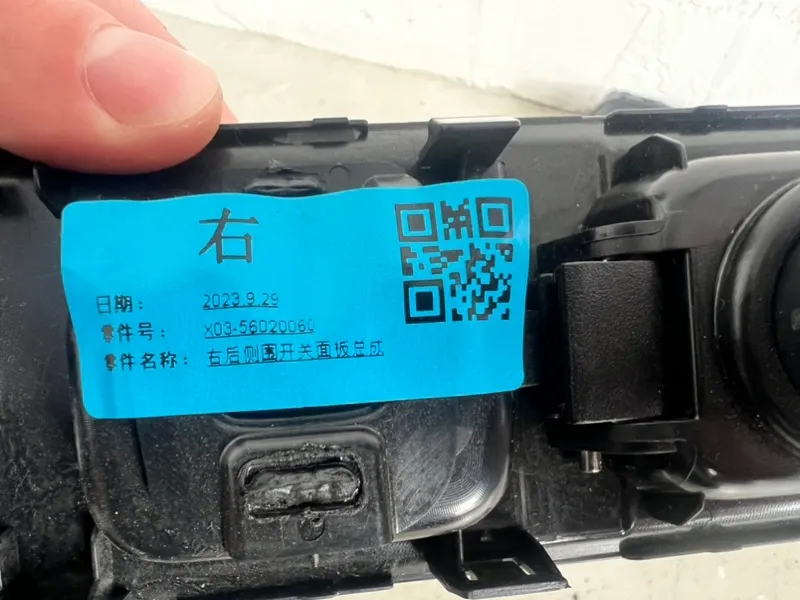 右
日期： 2023.9.29
零件号： X03-56020060
零件名称： 右后侧围开关面板总成